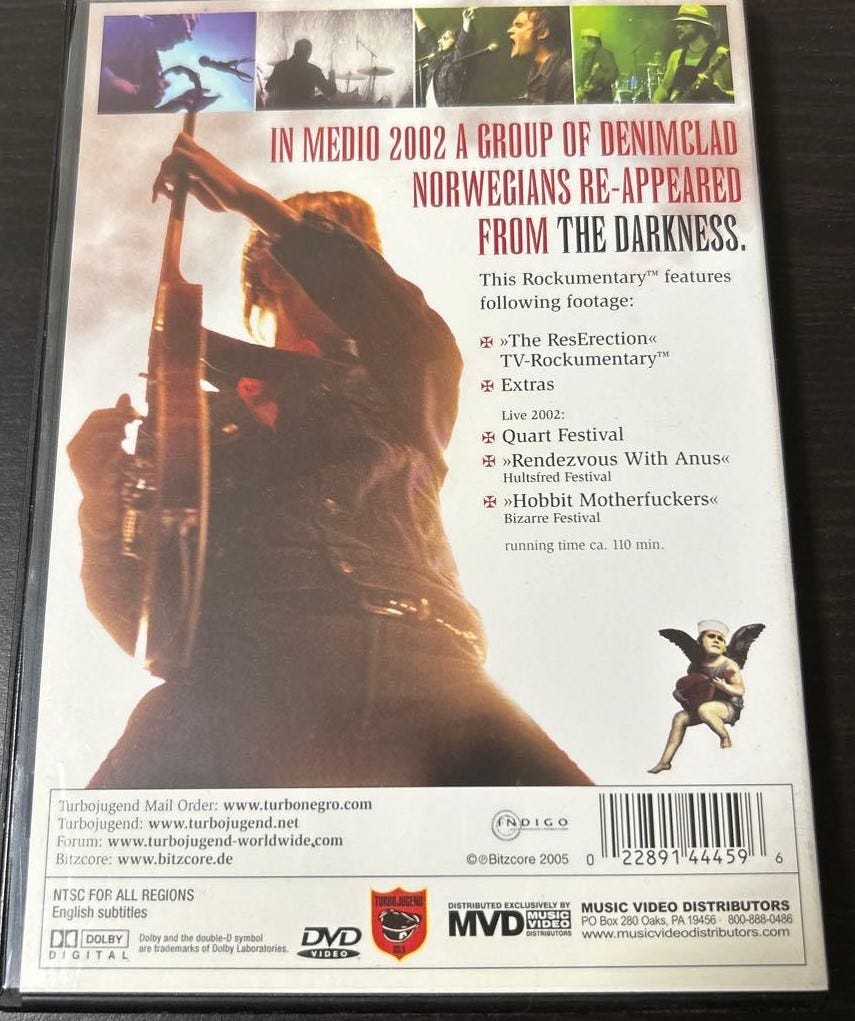 IN MEDIO 2002 A GROUP OF DENIMCLAD
NORWEGIANS RE-APPEARED
FROM THE DARKNESS.
This Rockumentary™ features
following footage:
»The ResErection«
TV-Rockumentary™
Extras
Live 2002:
Quart Festival
»Rendezvous With Anus«
Hultsfred Festival
»Hobbit Motherfuckers«
Bizarre Festival
running time ca. 110 min.
Turbojugend Mail Order: www.turbonegro.com
Turbojugend: www.turbojugend.net
Forum: www.turbojugend-worldwide.com
Bitzcore: www.bitzcore.de
INDIGO
©℗Bitzcore 2005
0 22891 44459 6
NTSC FOR ALL REGIONS
English subtitles
DOLBY
DIGITAL
Dolby and the double-D symbol
are trademarks of Dolby Laboratories.
DVD
VIDEO
TURBOJUGEND
DISTRIBUTED EXCLUSIVELY BY
MVD MUSIC VIDEO DISTRIBUTORS
MUSIC VIDEO DISTRIBUTORS
PO Box 280 Oaks, PA 19456 · 800-888-0486
www.musicvideodistributors.com